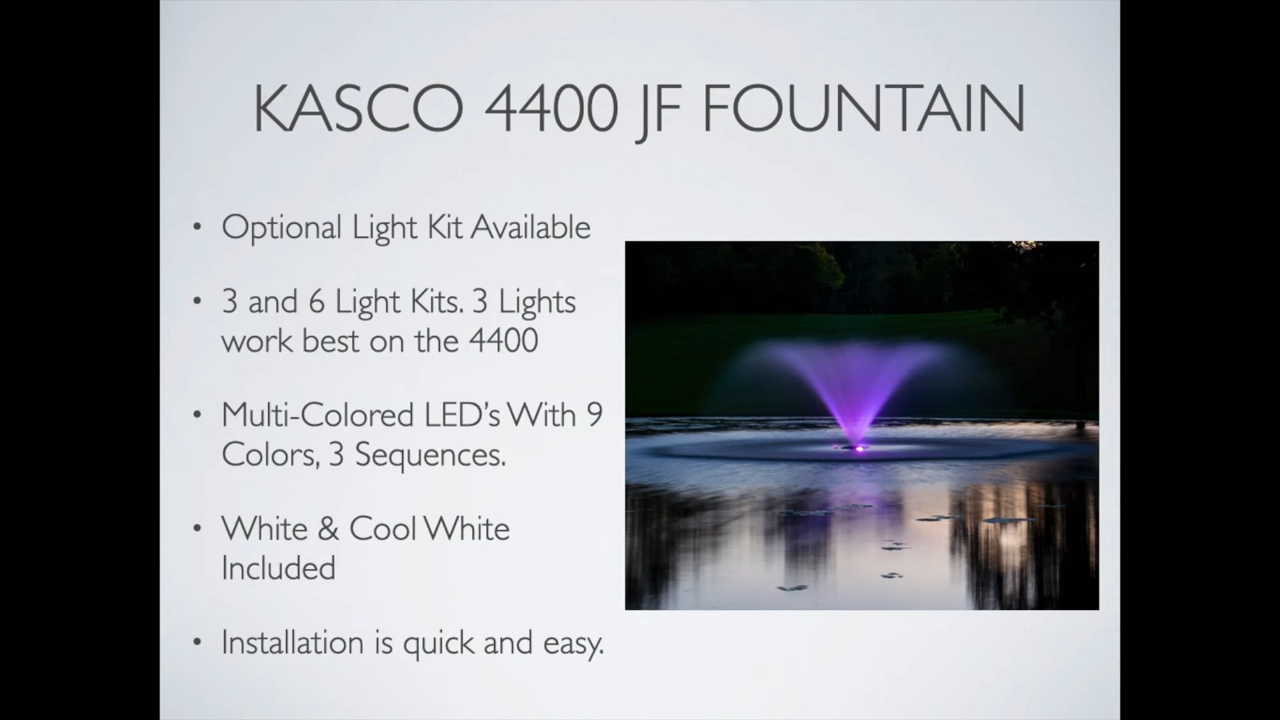 KASCO 4400 JF FOUNTAIN
• Optional Light Kit Available
• 3 and 6 Light Kits. 3 Lights
work best on the 4400
• Multi-Colored LED's With 9
Colors, 3 Sequences.
• White & Cool White
Included
• Installation is quick and easy.